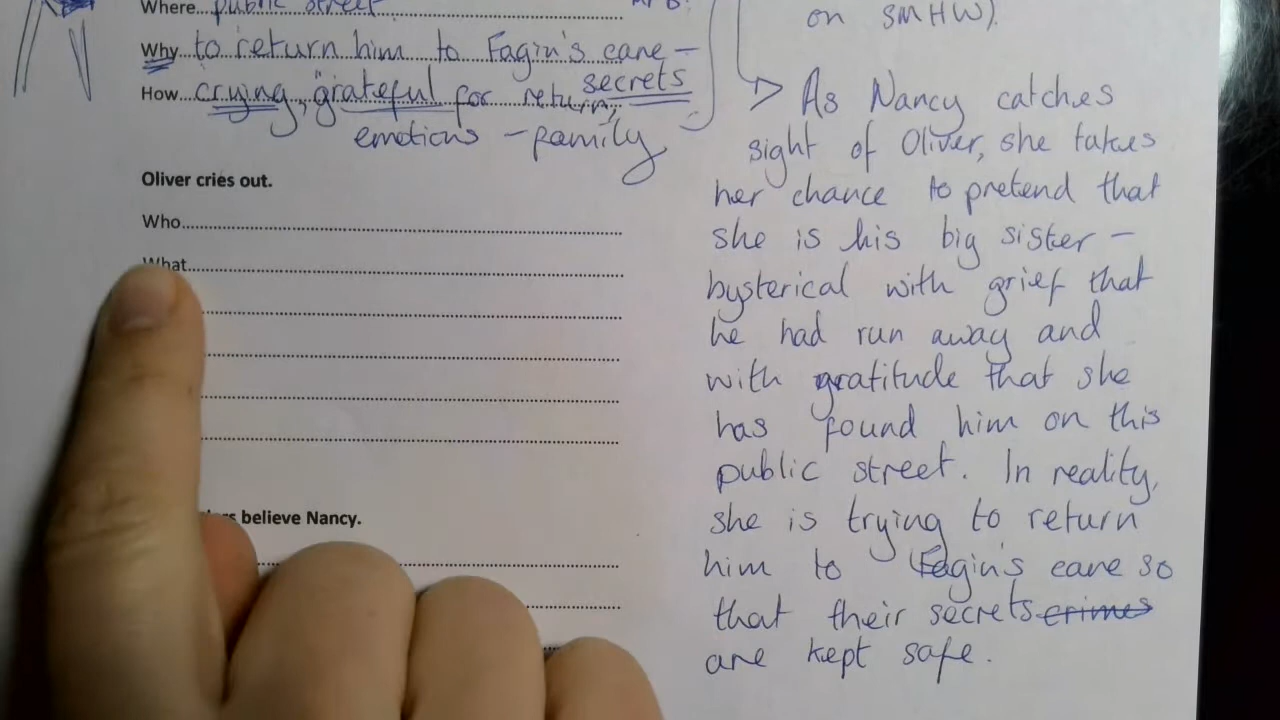 Where public street
Why to return him to Fagin's care –
secrets
How crying, "grateful for return,
emotions – family
Oliver cries out.
Who
What
believe Nancy.
on SMHW).
As Nancy catches
sight of Oliver, she takes
her chance to pretend that
she is his big sister –
hysterical with grief that
he had run away and
with gratitude that she
has found him on this
public street. In reality,
she is trying to return
him to Fagin's care so
that their secrets crimes
are kept safe.